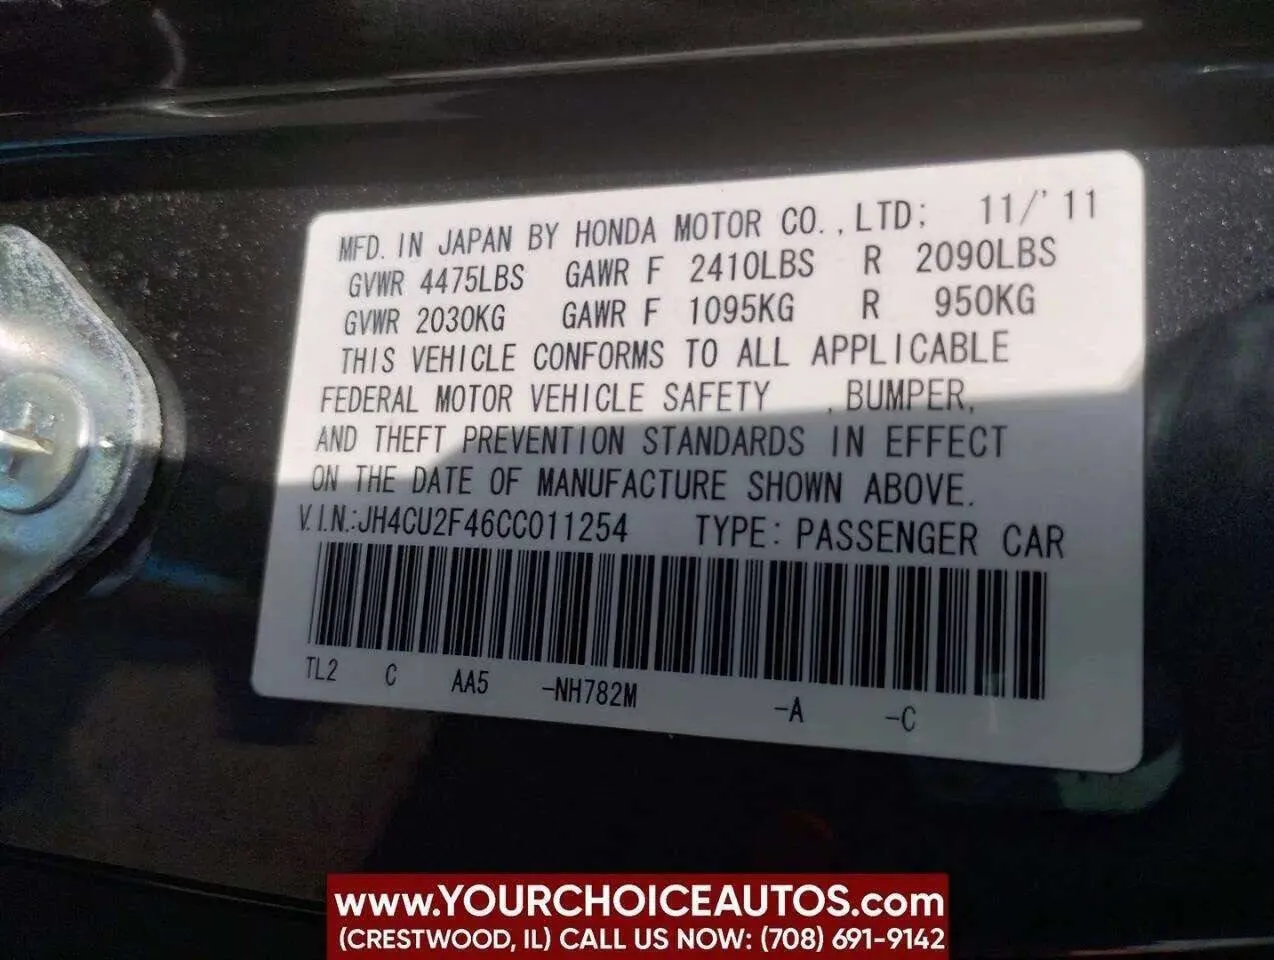 MFD. IN JAPAN BY HONDA MOTOR CO., LTD; 11/'11
GVWR 4475LBS GAWR F 2410LBS R 2090LBS
GVWR 2030KG GAWR F 1095KG R 950KG
THIS VEHICLE CONFORMS TO ALL APPLICABLE
FEDERAL MOTOR VEHICLE SAFETY , BUMPER,
AND THEFT PREVENTION STANDARDS IN EFFECT
ON THE DATE OF MANUFACTURE SHOWN ABOVE.
V.I.N.:JH4CU2F46CC011254 TYPE: PASSENGER CAR
TL2 C AA5 -NH782M -A -C
www.YOURCHOICEAUTOS.com
(CRESTWOOD, IL) CALL US NOW: (708) 691-9142